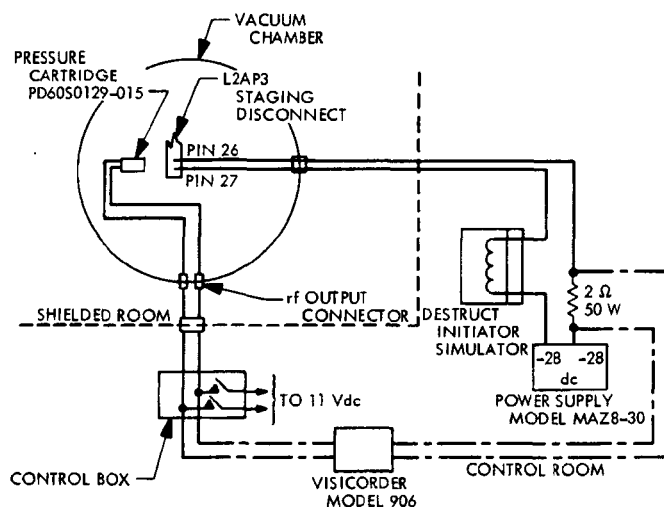 VACUUM
CHAMBER
PRESSURE
CARTRIDGE
PD60S0129-015
L2AP3
STAGING
DISCONNECT
PIN 26
PIN 27
rf OUTPUT
CONNECTOR
SHIELDED ROOM
DESTRUCT
INITIATOR
SIMULATOR
2 Ω
50 W
-28 -28
dc
POWER SUPPLY
MODEL MAZ8-30
TO 11 Vdc
CONTROL BOX
VISICORDER
MODEL 906
CONTROL ROOM